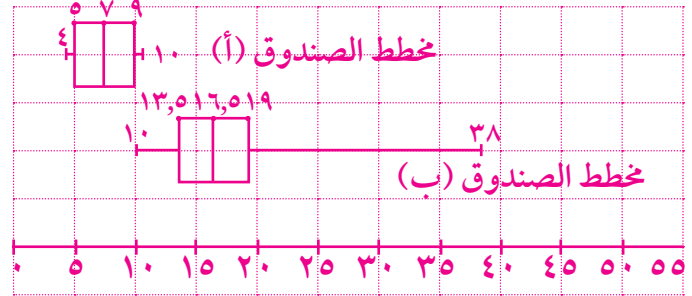 ٥ ٧ ٩
٤
١٠
مخطط الصندوق (أ)
١٣,٥ ١٦,٥ ١٩
١٠
٣٨
مخطط الصندوق (ب)
٠ ٥ ١٠ ١٥ ٢٠ ٢٥ ٣٠ ٣٥ ٤٠ ٤٥ ٥٠ ٥٥